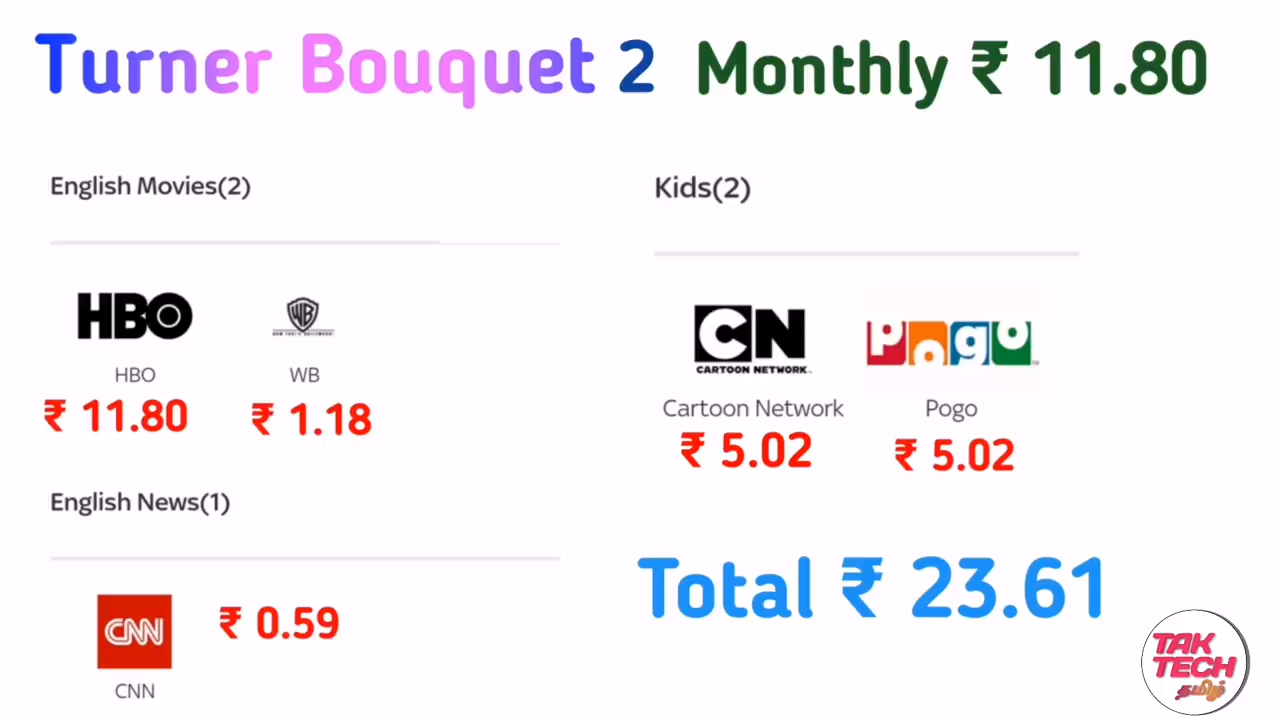 Turner Bouquet 2 Monthly ₹ 11.80
English Movies(2)
HBO
WB
HBO
WB
₹ 11.80
₹ 1.18
English News(1)
CNN
₹ 0.59
CNN
Kids(2)
CN
CARTOON NETWORK
Pogo
Cartoon Network
Pogo
₹ 5.02
₹ 5.02
Total ₹ 23.61
TAK
TECH
தமிழ்